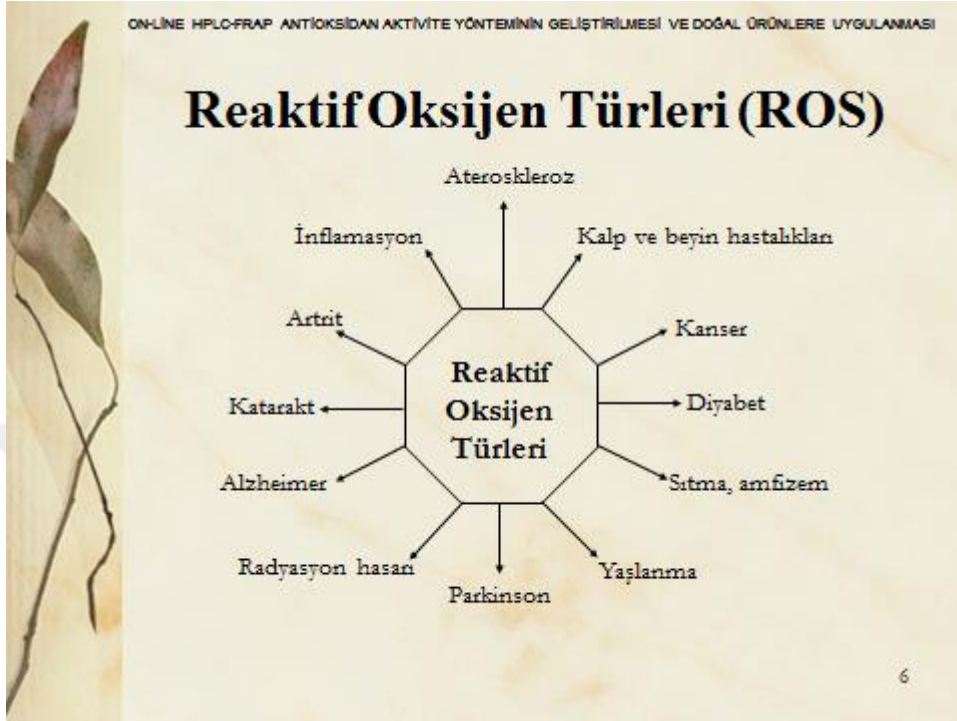 ON-LINE HPLC-FRAP ANTİOKSİDAN AKTİVİTE YÖNTEMİNİN GELİŞTİRİLMESİ VE DOĞAL ÜRÜNLERE UYGULANMASI
Reaktif Oksijen Türleri (ROS)
Ateroskleroz
İnflamasyon
Kalp ve beyin hastalıkları
Artrit
Kanser
Reaktif
Oksijen
Türleri
Katarakt
Diyabet
Alzheimer
Sıtma, amfizem
Radyasyon hasarı
Yaşlanma
Parkinson
6